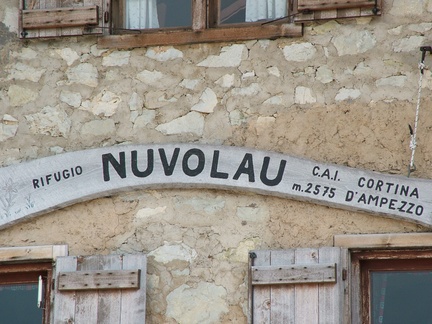 RIFUGIO NUVOLAU C.A.I. CORTINA
m.2575 D'AMPEZZO